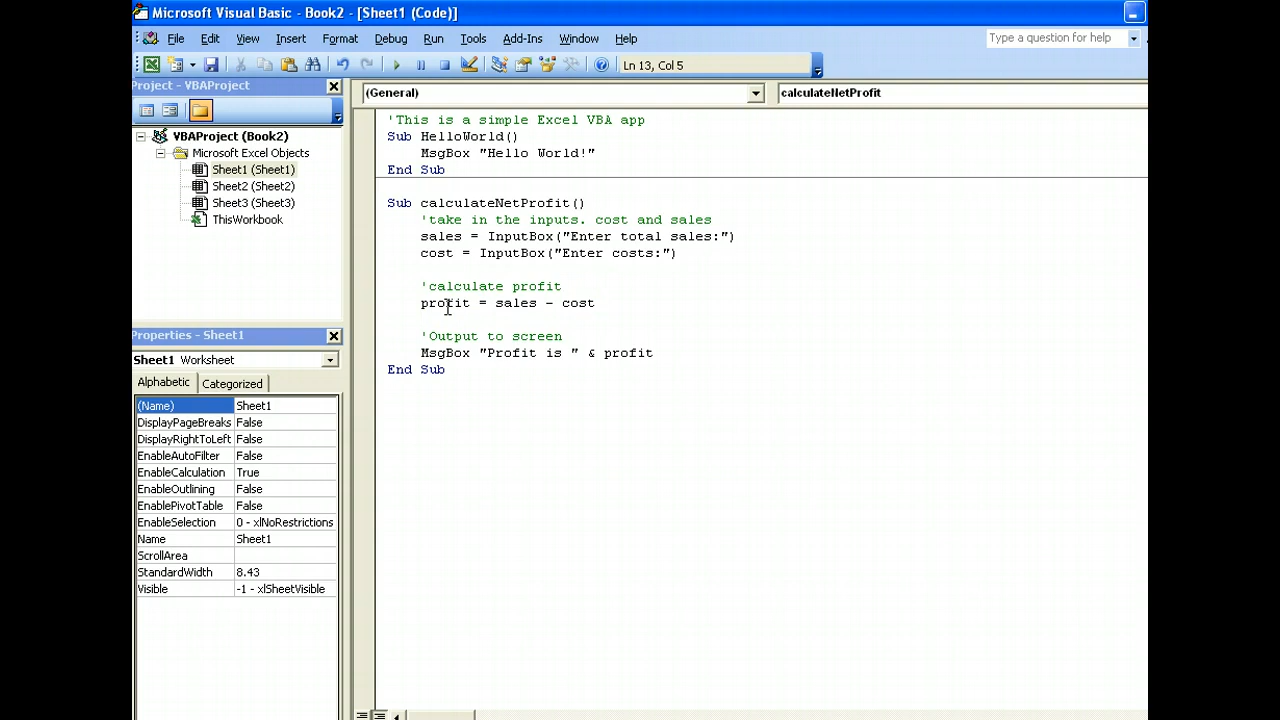 Microsoft Visual Basic - Book2 - [Sheet1 (Code)]
File Edit View Insert Format Debug Run Tools Add-Ins Window Help
Type a question for help
Ln 13, Col 5
Project - VBAProject
(General)
calculateNetProfit
VBAProject (Book2)
Microsoft Excel Objects
Sheet1 (Sheet1)
Sheet2 (Sheet2)
Sheet3 (Sheet3)
ThisWorkbook
'This is a simple Excel VBA app
Sub HelloWorld()
MsgBox "Hello World!"
End Sub
Sub calculateNetProfit()
'take in the inputs. cost and sales
sales = InputBox("Enter total sales:")
cost = InputBox("Enter costs:")
'calculate profit
profit = sales - cost
'Output to screen
MsgBox "Profit is " & profit
End Sub
Properties - Sheet1
Sheet1 Worksheet
Alphabetic Categorized
(Name) Sheet1
DisplayPageBreaks False
DisplayRightToLeft False
EnableAutoFilter False
EnableCalculation True
EnableOutlining False
EnablePivotTable False
EnableSelection 0 - xlNoRestrictions
Name Sheet1
ScrollArea
StandardWidth 8.43
Visible -1 - xlSheetVisible